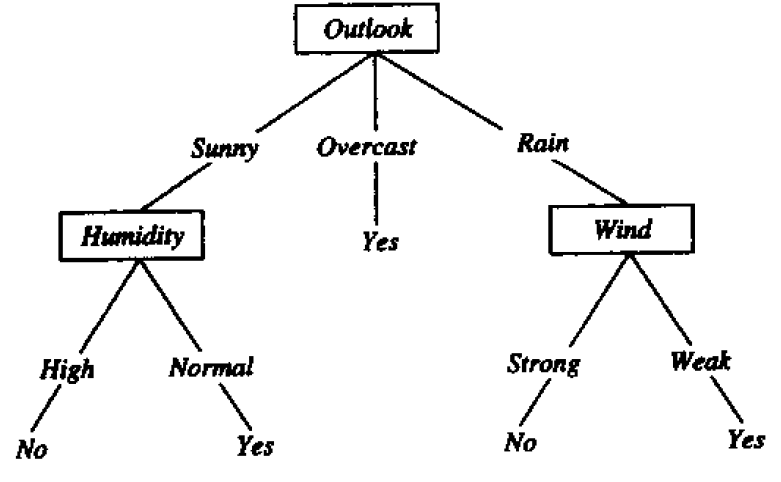 Outlook
Sunny Overcast Rain
Humidity Yes Wind
High Normal Strong Weak
No Yes No Yes